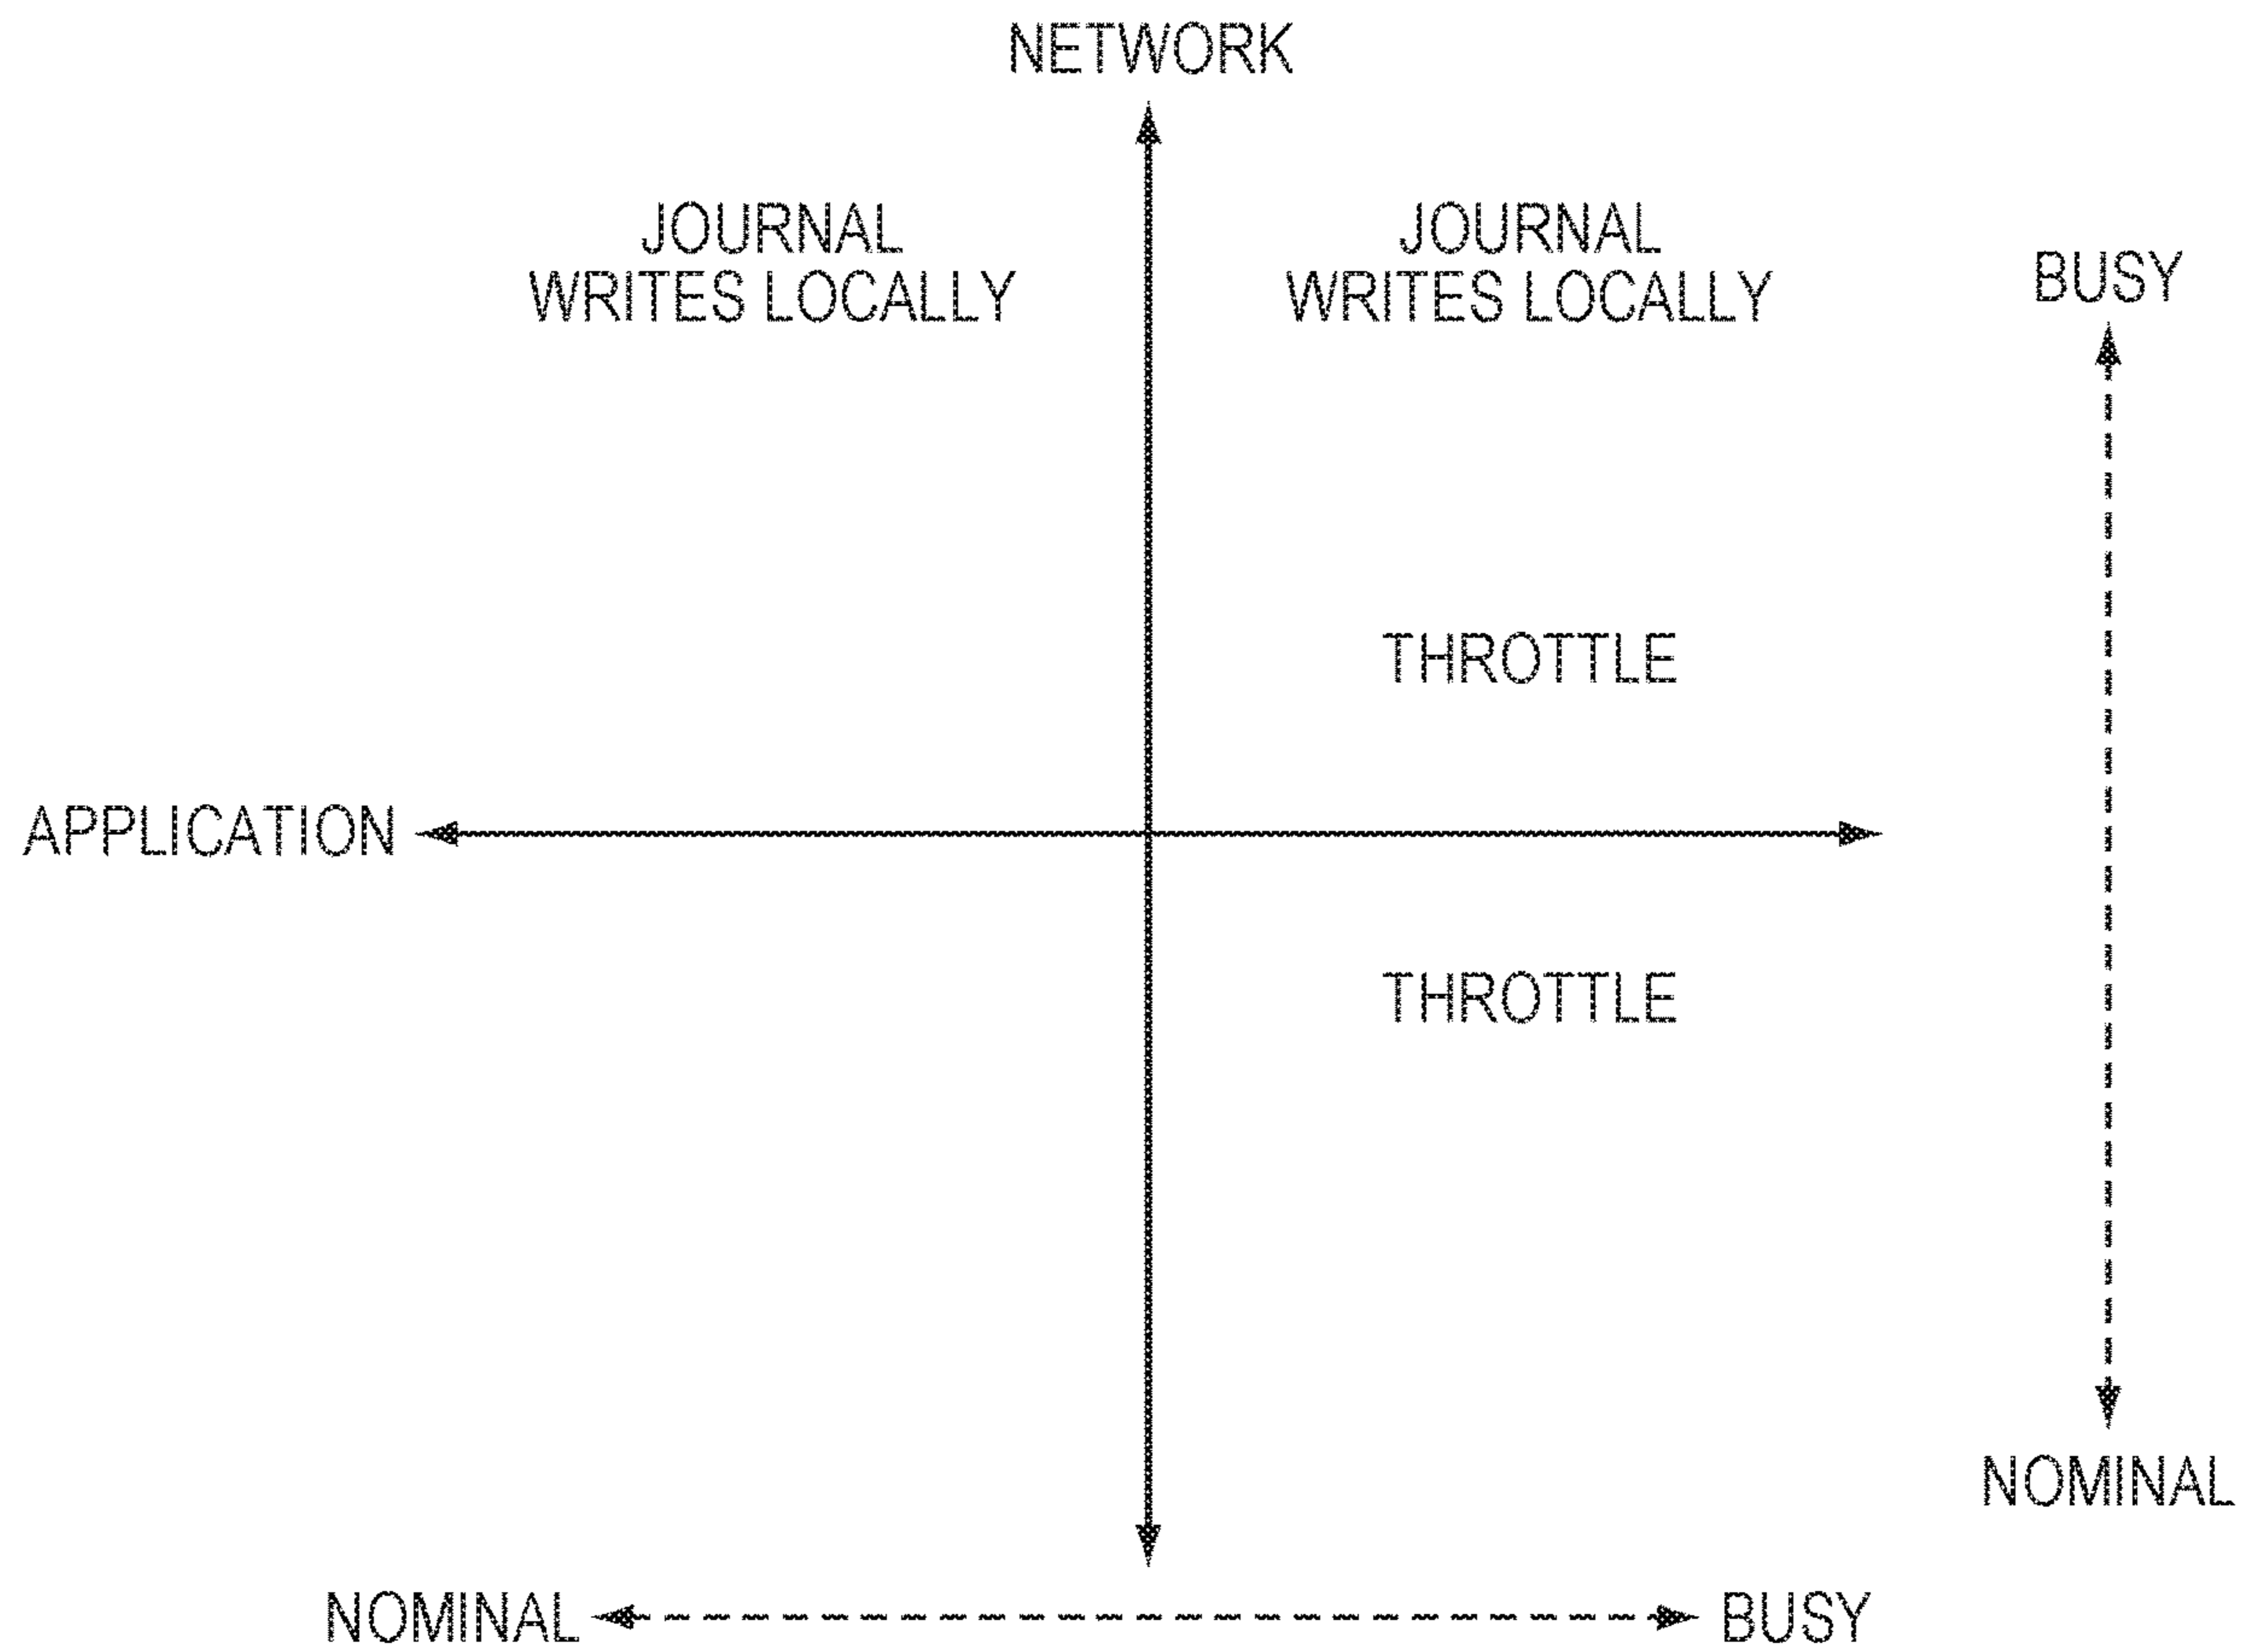 NETWORK
JOURNAL
WRITES LOCALLY
JOURNAL
WRITES LOCALLY
BUSY
THROTTLE
APPLICATION
THROTTLE
NOMINAL
NOMINAL
BUSY